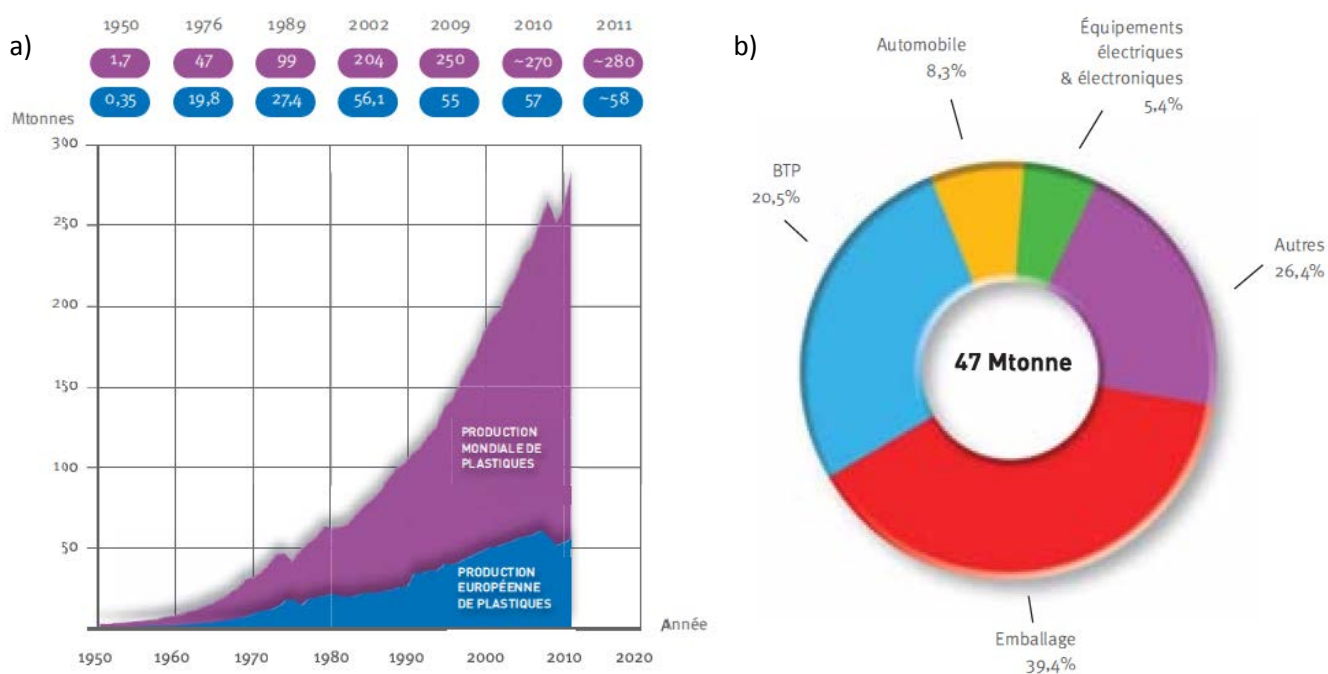 a)
1950 1976 1989 2002 2009 2010 2011
1,7 47 99 204 250 ~270 ~280
0,35 19,8 27,4 56,1 55 57 ~58
Mtonnes
300
250
200
150
100
50
PRODUCTION
MONDIALE DE
PLASTIQUES
PRODUCTION
EUROPÉENNE
DE PLASTIQUES
Année
1950 1960 1970 1980 1990 2000 2010 2020
b)
Automobile
8,3%
Équipements
électriques
& électroniques
5,4%
BTP
20,5%
Autres
26,4%
47 Mtonne
Emballage
39,4%